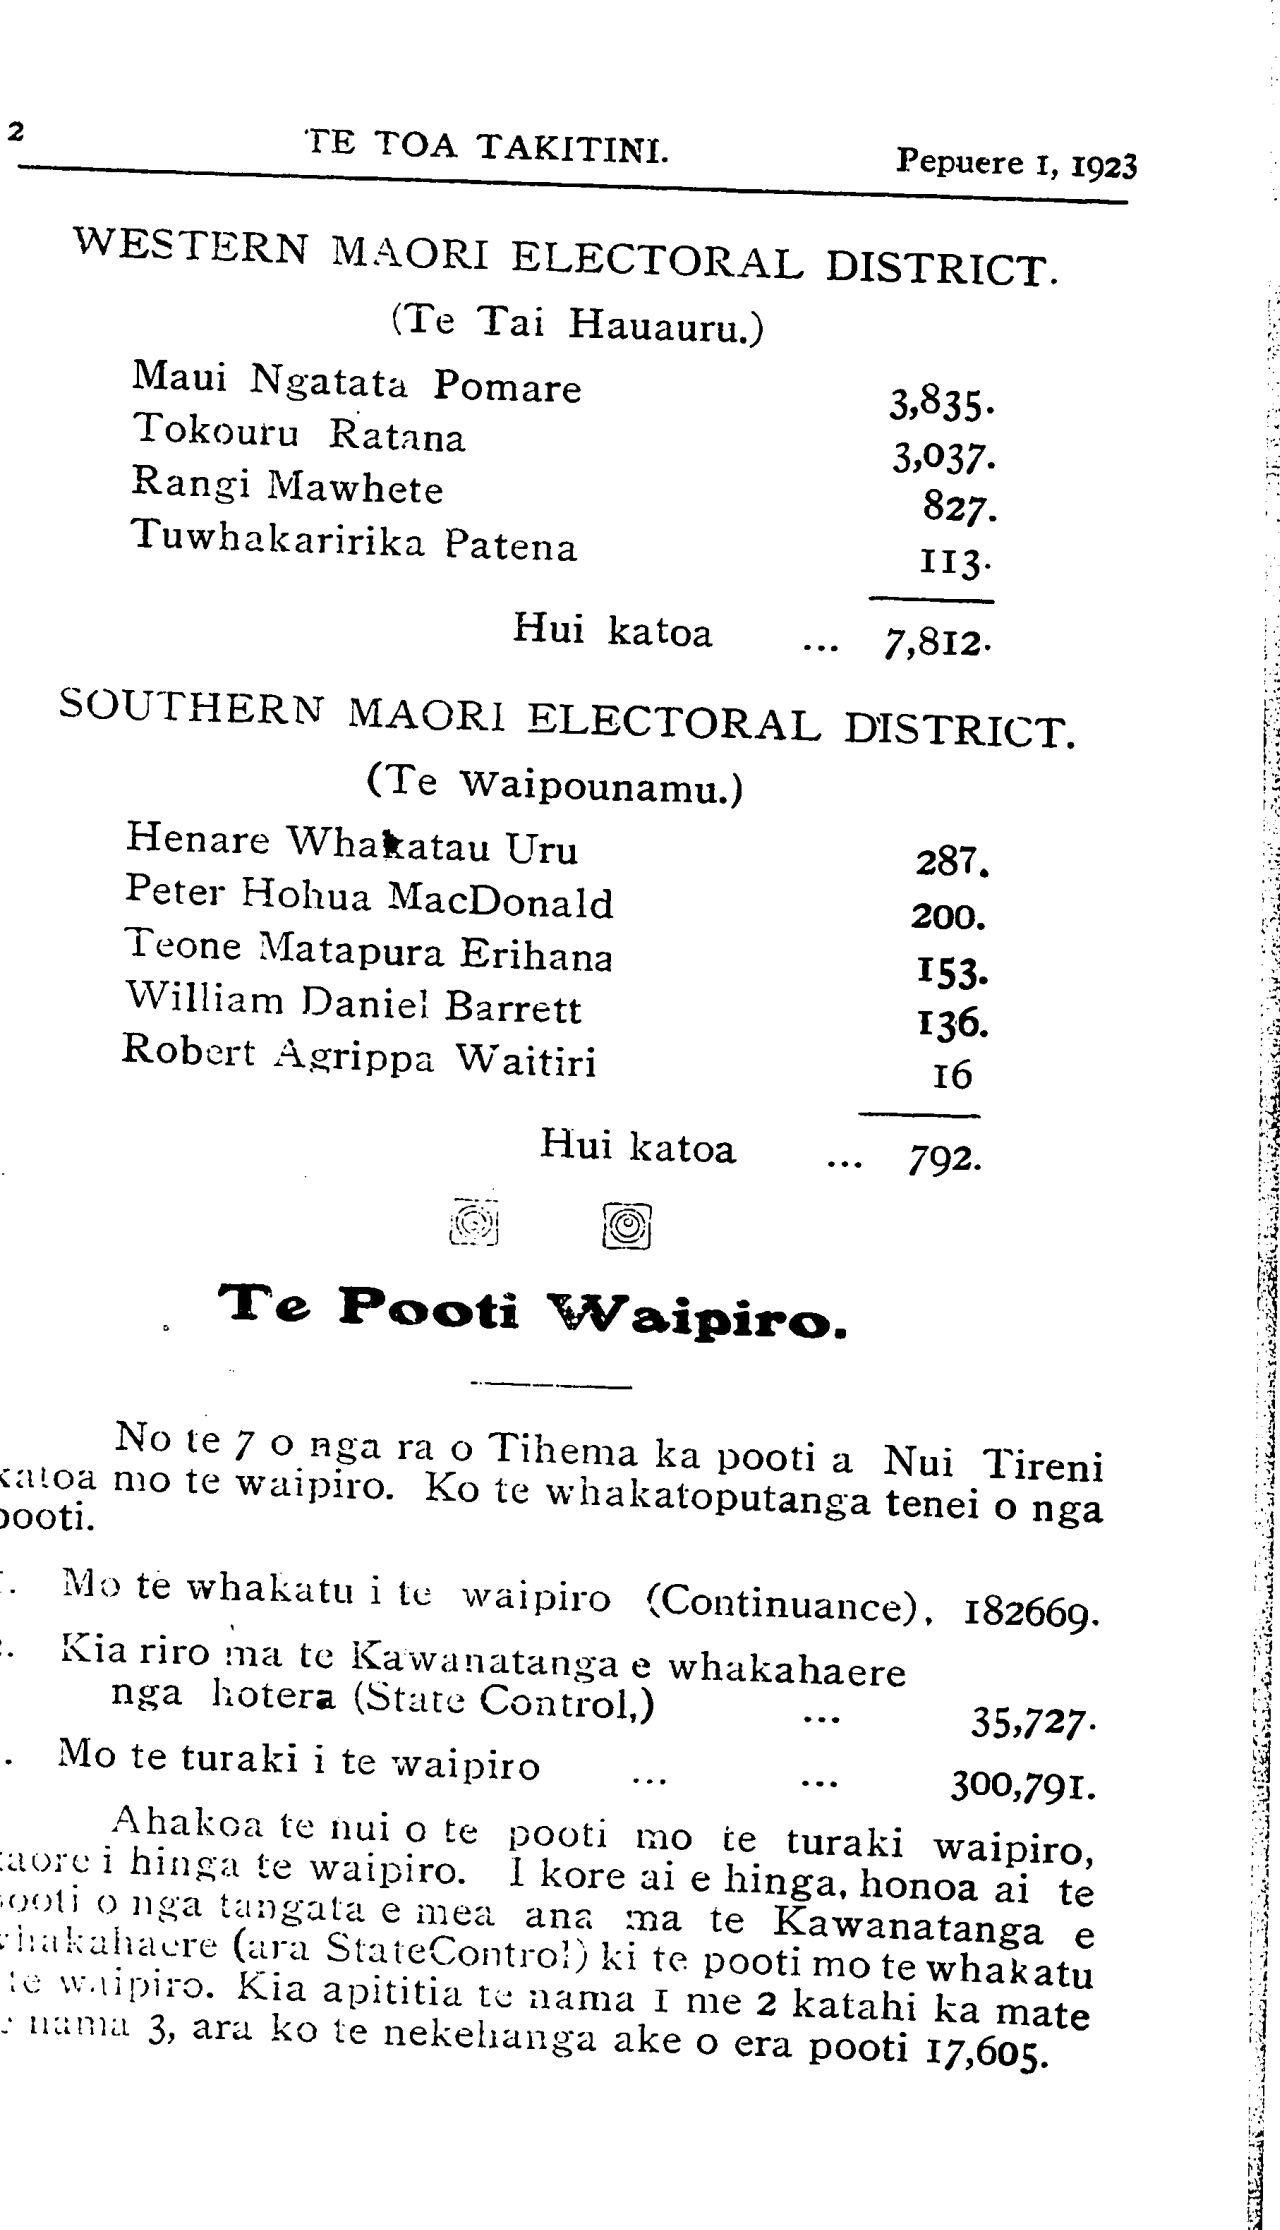 2 TE TOA TAKITINI. Pepuere 1, 1923
WESTERN MAORI ELECTORAL DISTRICT.
(Te Tai Hauauru.)
Maui Ngatata Pomare 3,835.
Tokouru Ratana 3,037.
Rangi Mawhete 827.
Tuwhakaririka Patena 113.
Hui katoa ... 7,812.
SOUTHERN MAORI ELECTORAL DISTRICT.
(Te Waipounamu.)
Henare Whakatau Uru 287.
Peter Hohua MacDonald 200.
Teone Matapura Erihana 153.
William Daniel Barrett 136.
Robert Agrippa Waitiri 16
Hui katoa ... 792.
Te Pooti Waipiro.
No te 7 o nga ra o Tihema ka pooti a Nui Tireni
katoa mo te waipiro. Ko te whakatoputanga tenei o nga
pooti.
Mo te whakatu i te waipiro (Continuance), 182669.
Kia riro ma te Kawanatanga e whakahaere
nga hotera (State Control,) ... 35,727.
Mo te turaki i te waipiro ... ... 300,791.
Ahakoa te nui o te pooti mo te turaki waipiro,
kaore i hinga te waipiro. I kore ai e hinga, honoa ai te
pooti o nga tangata e mea ana ma te Kawanatanga e
whakahaere (ara StateControl) ki te pooti mo te whakatu
te waipiro. Kia apititia te nama 1 me 2 katahi ka mate
nama 3, ara ko te nekehanga ake o era pooti 17,605.